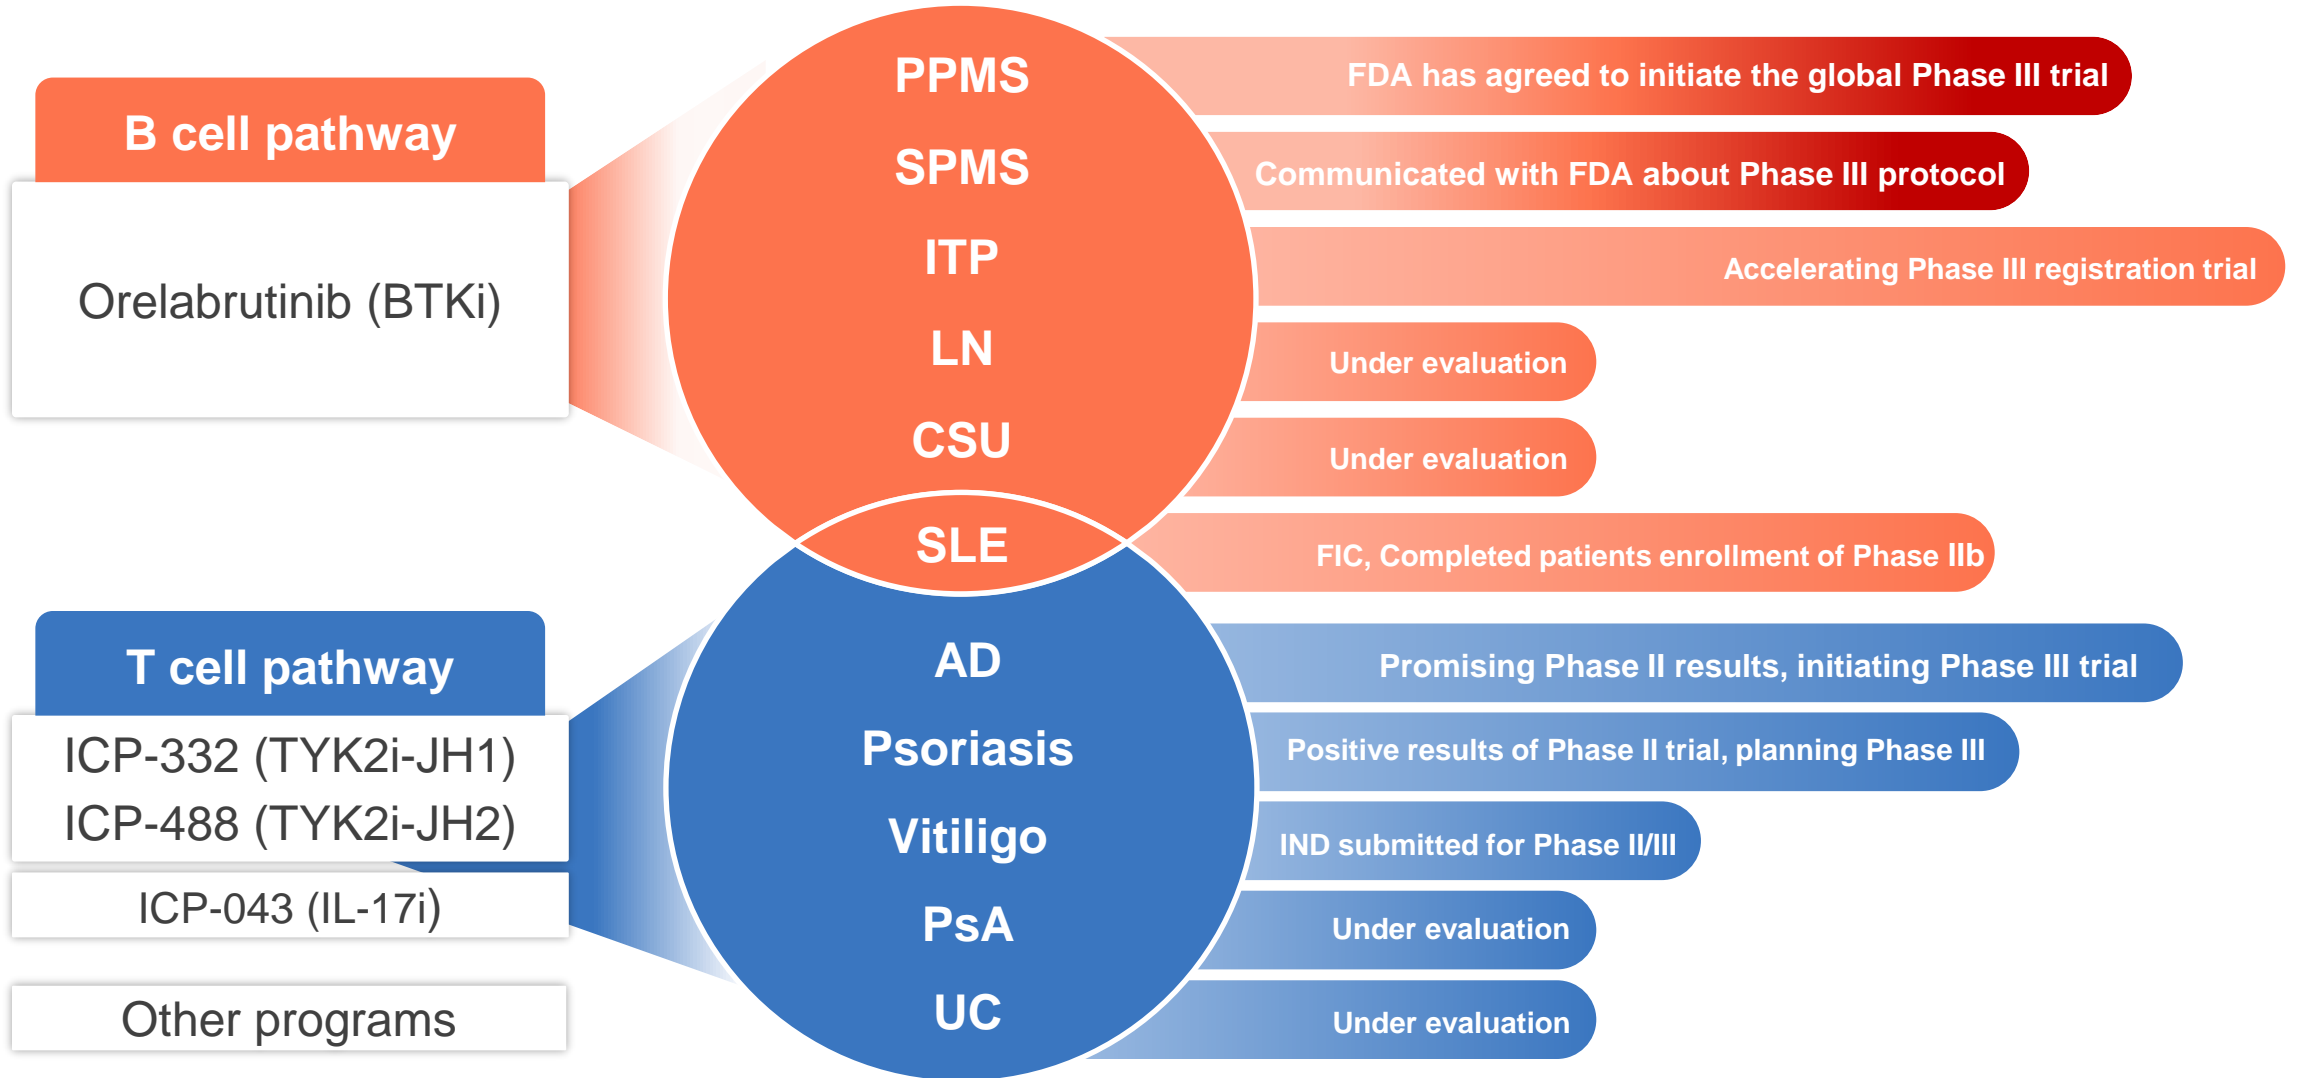 B cell pathway
Orelabrutinib (BTKi)
PPMS
FDA has agreed to initiate the global Phase III trial
SPMS
Communicated with FDA about Phase III protocol
ITP
Accelerating Phase III registration trial
LN
Under evaluation
CSU
Under evaluation
SLE
FIC, Completed patients enrollment of Phase IIb
T cell pathway
ICP-332 (TYK2i-JH1)
ICP-488 (TYK2i-JH2)
ICP-043 (IL-17i)
Other programs
AD
Promising Phase II results, initiating Phase III trial
Psoriasis
Positive results of Phase II trial, planning Phase III
Vitiligo
IND submitted for Phase II/III
PsA
Under evaluation
UC
Under evaluation